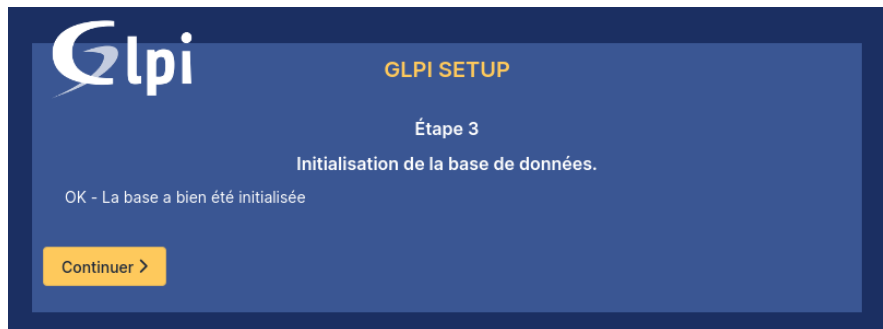 Glpi
GLPI SETUP
Étape 3
Initialisation de la base de données.
OK - La base a bien été initialisée
Continuer